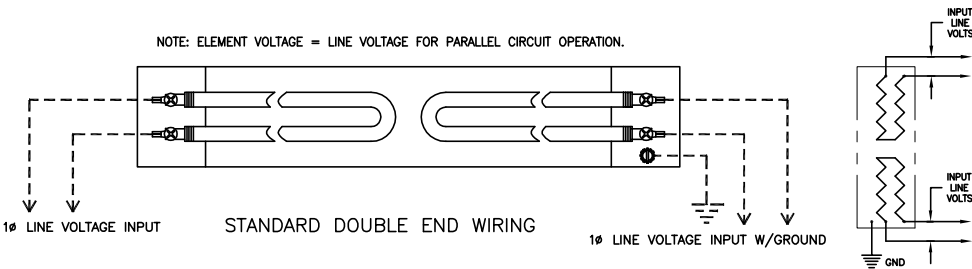 NOTE: ELEMENT VOLTAGE = LINE VOLTAGE FOR PARALLEL CIRCUIT OPERATION.
1ø LINE VOLTAGE INPUT
STANDARD DOUBLE END WIRING
1ø LINE VOLTAGE INPUT W/GROUND
INPUT
LINE
VOLTS
INPUT
LINE
VOLTS
GND